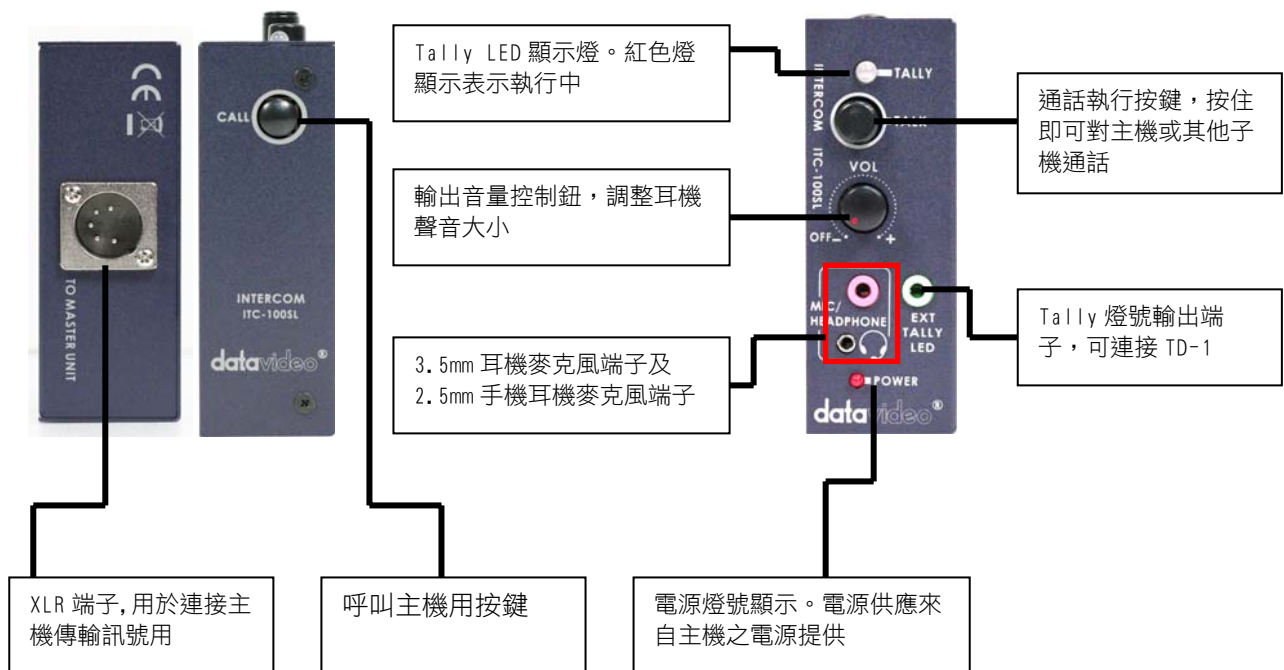 Tally LED 顯示燈。紅色燈
顯示表示執行中
通話執行按鍵，按住
即可對主機或其他子
機通話
輸出音量控制鈕，調整耳機
聲音大小
Tally 燈號輸出端
子，可連接 TD-1
3.5mm 耳機麥克風端子及
2.5mm 手機耳機麥克風端子
XLR 端子,用於連接主
機傳輸訊號用
呼叫主機用按鍵
電源燈號顯示。電源供應來
自主機之電源提供
CE
TO MASTER UNIT
CALL
INTERCOM
ITC-100SL
datavideo®
TALLY
TALK
INTERCOM ITC-100SL
VOL
OFF
- +
MIC/
HEADPHONE
EXT
TALLY
LED
POWER
datavideo®